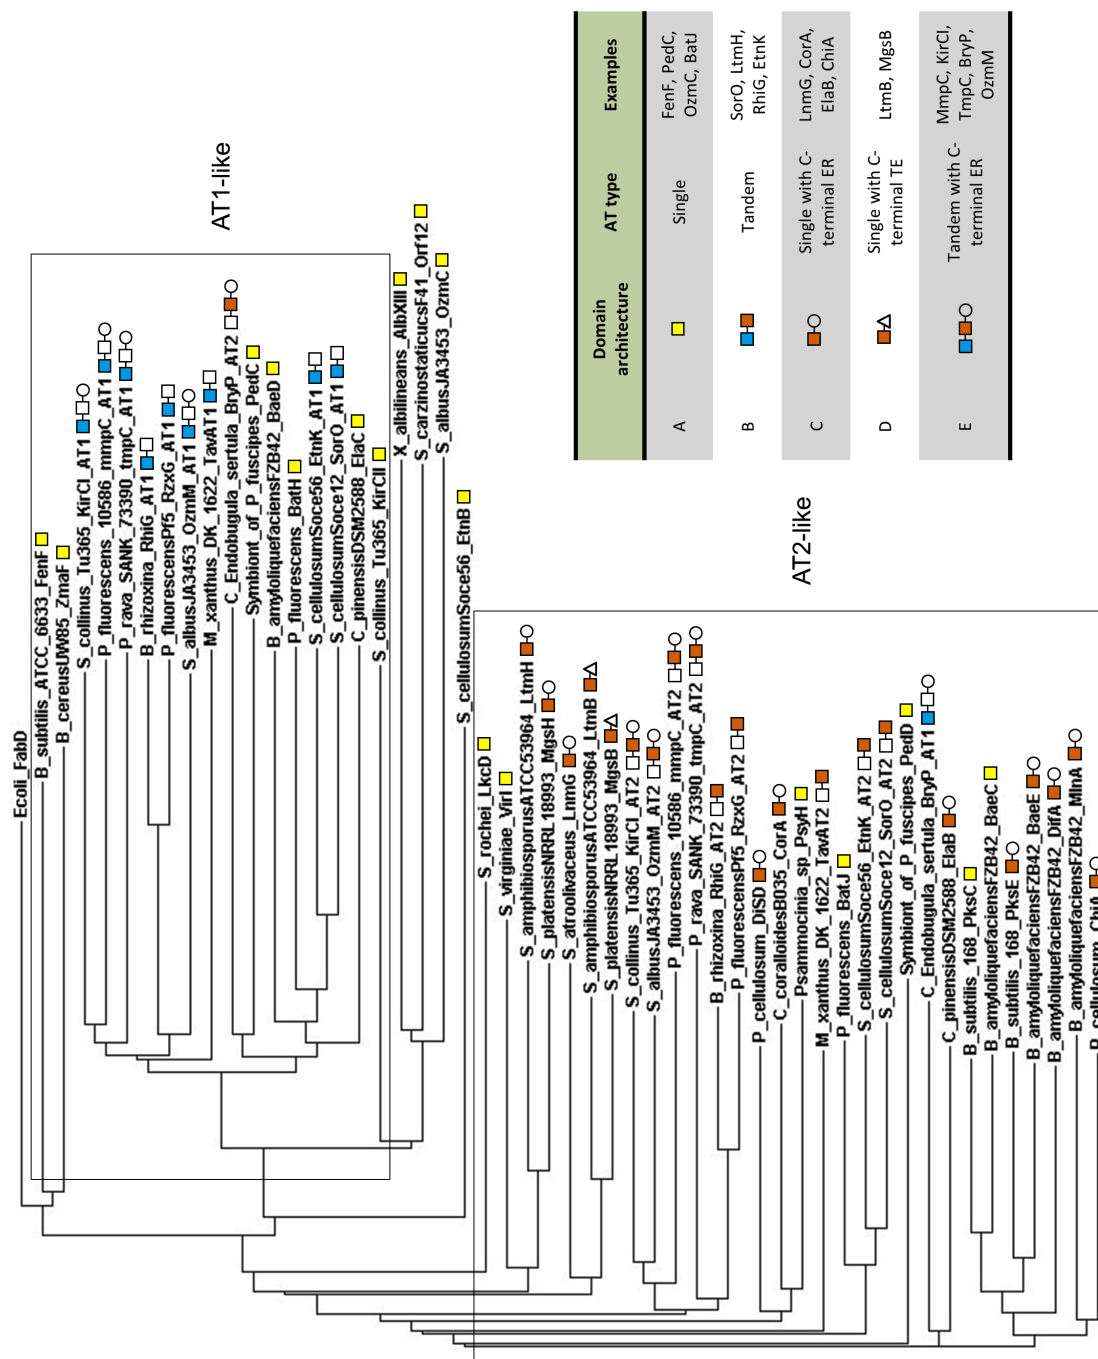 AT1-like
Ecoli_FabD
B_subtilis_ATCC_6633_FenF
B_cereusUW85_ZmaF
S_collinus_Tu365_KirCI_AT1
P_fluorescens_10586_mmpC_AT1
P_rava_SANK_73390_tmpC_AT1
B_rhizoxina_RhiG_AT1
P_fluorescensPf5_RzxG_AT1
S_albusJA3453_OzmM_AT1
M_xanthus_DK_1622_TavAT1
C_Endobugula_sertula_BryP_AT2
Symbiont_of_P_fuscipes_PedC
B_amyloliquefaciensFZB42_BaeD
P_fluorescens_BatH
S_cellulosumSoce56_EtnK_AT1
S_cellulosumSoce12_SorO_AT1
C_pinensisDSM2588_ElaC
S_collinus_Tu365_KirCII
X_albilineans_AlbXIII
S_carzinostaticucsF41_Orf12
S_albusJA3453_OzmC
S_cellulosumSoce56_EtnB
AT2-like
S_rochei_LkcD
S_virginiae_VirI
S_amphibiosporusATCC53964_LtmH
S_platensisNRRL18993_MgsH
S_atroolivaceus_LnmG
S_amphibiosporusATCC53964_LtmB
S_platensisNRRL18993_MgsB
S_collinus_Tu365_KirCI_AT2
S_albusJA3453_OzmM_AT2
P_fluorescens_10586_mmpC_AT2
P_rava_SANK_73390_tmpC_AT2
B_rhizoxina_RhiG_AT2
P_fluorescensPf5_RzxG_AT2
P_cellulosum_DiSD
C_coralloidesB035_CorA
Psammocinia_sp_PsyH
M_xanthus_DK_1622_TavAT2
P_fluorescens_BatJ
S_cellulosumSoce56_EtnK_AT2
S_cellulosumSoce12_SorO_AT2
Symbiont_of_P_fuscipes_PedD
C_Endobugula_sertula_BryP_AT1
C_pinensisDSM2588_ElaB
B_subtilis_168_PksC
B_amyloliquefaciensFZB42_BaeC
B_subtilis_168_PksE
B_amyloliquefaciensFZB42_BaeE
B_amyloliquefaciensFZB42_DifA
B_amyloliquefaciensFZB42_MlnA
P_cellulosum_ChiA
Domain
architecture
AT type
Examples
A
Single
FenF, PedC,
OzmC, BatJ
B
Tandem
SorO, LtmH,
RhiG, EtnK
C
Single with C-
terminal ER
LnmG, CorA,
ElaB, ChiA
D
Single with C-
terminal TE
LtmB, MgsB
E
Tandem with C-
terminal ER
MmpC, KirCI,
TmpC, BryP,
OzmM